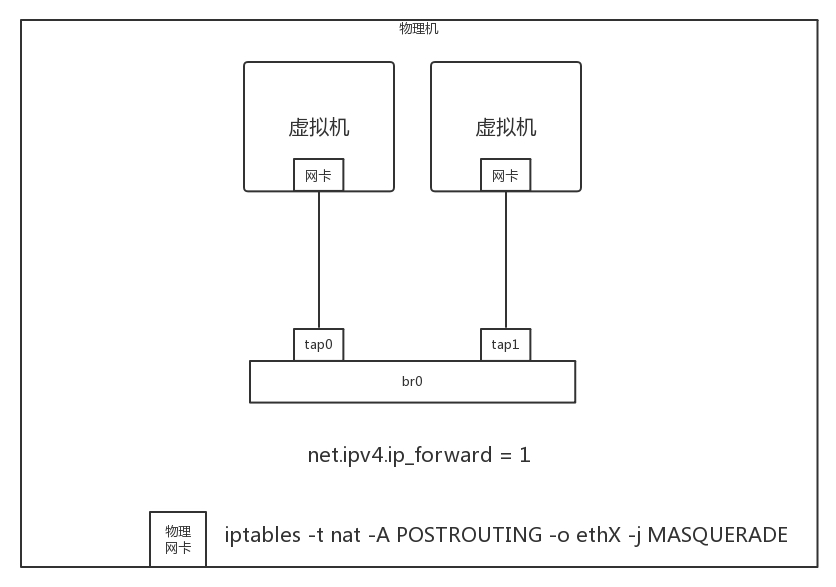 物理机
虚拟机
虚拟机
网卡
网卡
tap0
tap1
br0
net.ipv4.ip_forward = 1
物理
网卡
iptables -t nat -A POSTROUTING -o ethX -j MASQUERADE